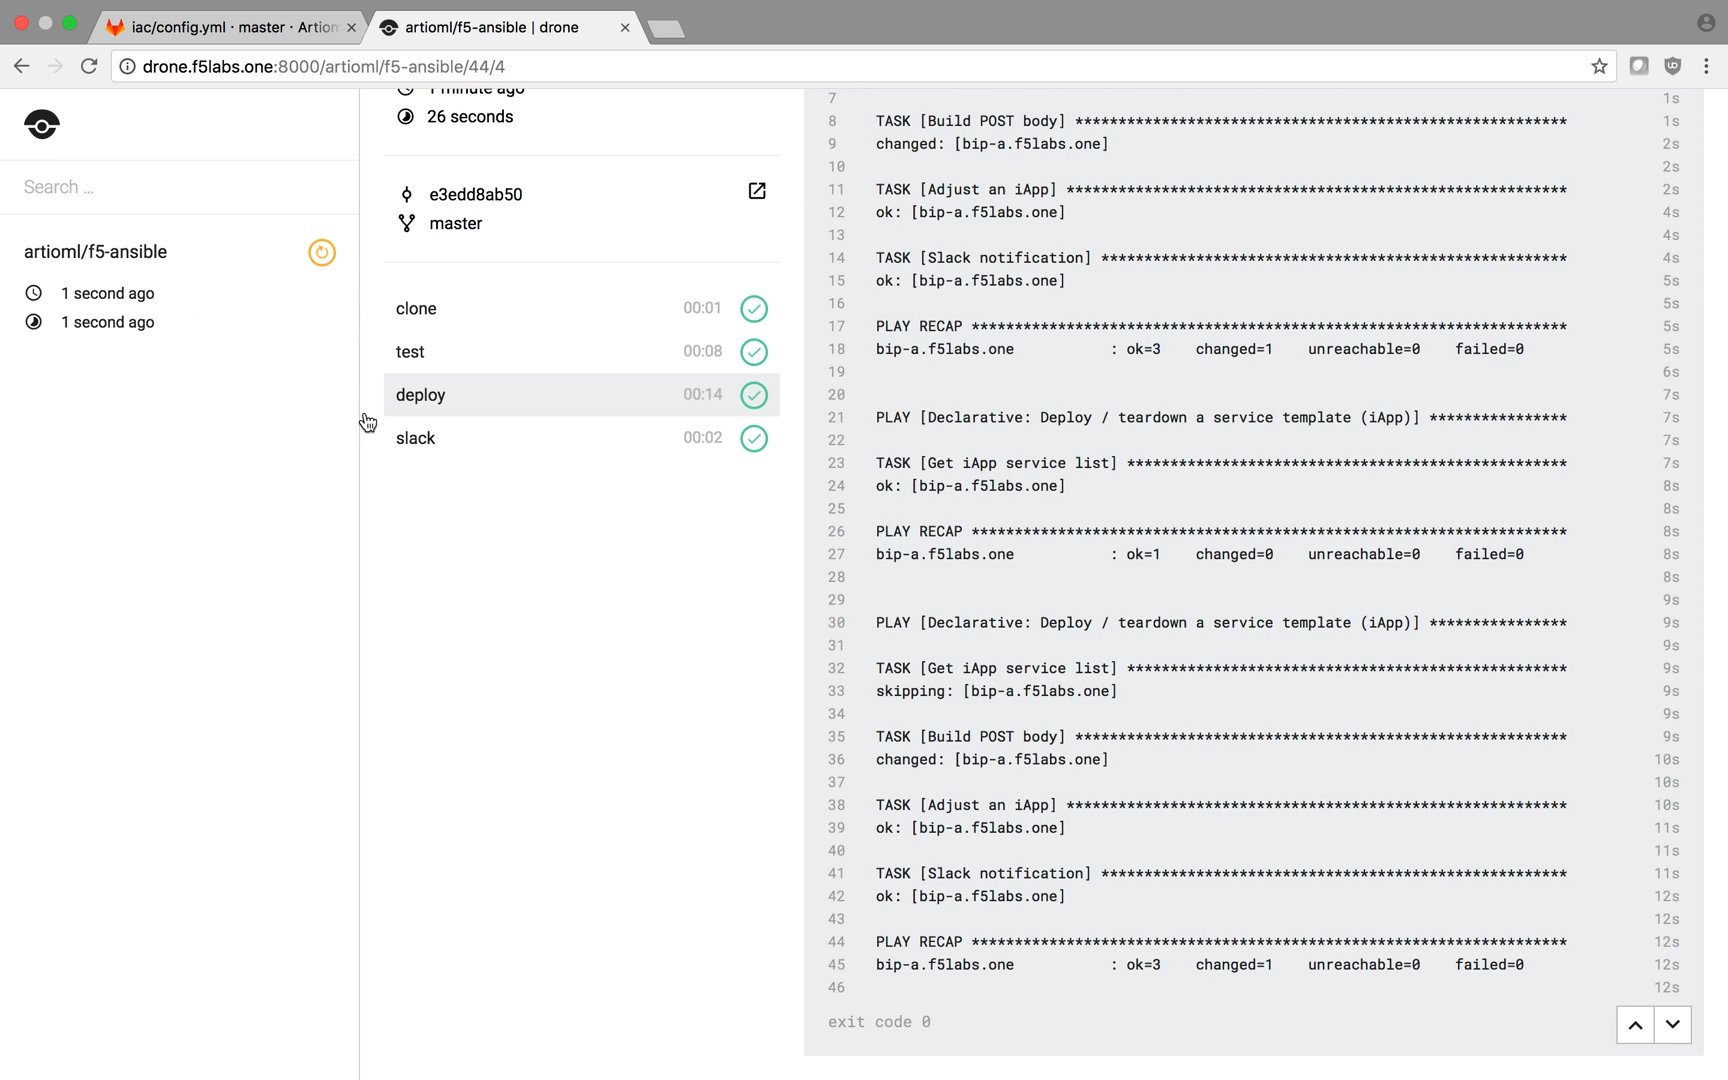 iac/config.yml · master · Artiom
artioml/f5-ansible | drone
drone.f5labs.one:8000/artioml/f5-ansible/44/4
Search ...
artioml/f5-ansible
1 second ago
1 second ago
1 minute ago
26 seconds
e3edd8ab50
master
clone 00:01
test 00:08
deploy 00:14
slack 00:02
7 1s
8 TASK [Build POST body] ********************************************************* 1s
9 changed: [bip-a.f5labs.one] 2s
10 2s
11 TASK [Adjust an iApp] ********************************************************** 2s
12 ok: [bip-a.f5labs.one] 4s
13 4s
14 TASK [Slack notification] ****************************************************** 4s
15 ok: [bip-a.f5labs.one] 5s
16 5s
17 PLAY RECAP ********************************************************************* 5s
18 bip-a.f5labs.one : ok=3 changed=1 unreachable=0 failed=0 5s
19 6s
20 7s
21 PLAY [Declarative: Deploy / teardown a service template (iApp)] **************** 7s
22 7s
23 TASK [Get iApp service list] *************************************************** 7s
24 ok: [bip-a.f5labs.one] 8s
25 8s
26 PLAY RECAP ********************************************************************* 8s
27 bip-a.f5labs.one : ok=1 changed=0 unreachable=0 failed=0 8s
28 8s
29 9s
30 PLAY [Declarative: Deploy / teardown a service template (iApp)] **************** 9s
31 9s
32 TASK [Get iApp service list] *************************************************** 9s
33 skipping: [bip-a.f5labs.one] 9s
34 9s
35 TASK [Build POST body] ********************************************************* 9s
36 changed: [bip-a.f5labs.one] 10s
37 10s
38 TASK [Adjust an iApp] ********************************************************** 10s
39 ok: [bip-a.f5labs.one] 11s
40 11s
41 TASK [Slack notification] ****************************************************** 11s
42 ok: [bip-a.f5labs.one] 12s
43 12s
44 PLAY RECAP ********************************************************************* 12s
45 bip-a.f5labs.one : ok=3 changed=1 unreachable=0 failed=0 12s
46 12s
exit code 0